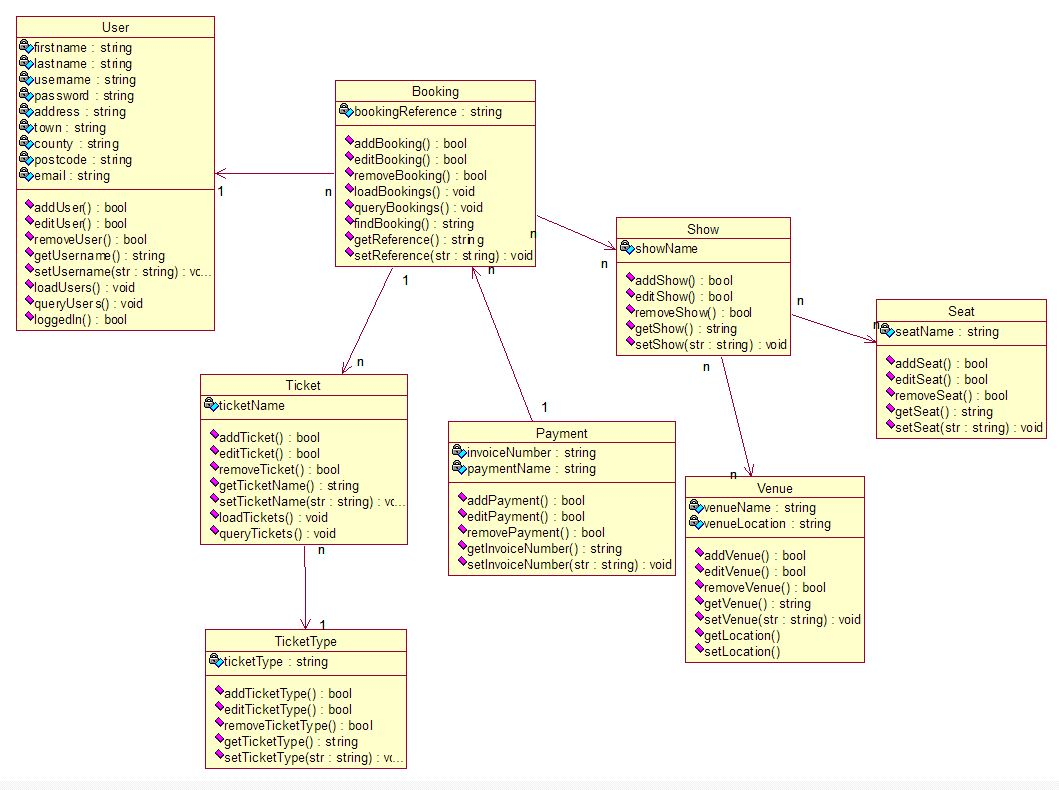 User
firstname : string
lastname : string
username : string
password : string
address : string
town : string
county : string
postcode : string
email : string
addUser() : bool
editUser() : bool
removeUser() : bool
getUsername() : string
setUsername(str : string) : vo...
loadUsers() : void
queryUsers() : void
loggedIn() : bool
1
n
Booking
bookingReference : string
addBooking() : bool
editBooking() : bool
removeBooking() : bool
loadBookings() : void
queryBookings() : void
findBooking() : string
getReference() : string
setReference(str : string) : void
n
n
1
n
n
1
Show
showName
addShow() : bool
editShow() : bool
removeShow() : bool
getShow() : string
setShow(str : string) : void
n
n
n
n
Seat
seatName : string
addSeat() : bool
editSeat() : bool
removeSeat() : bool
getSeat() : string
setSeat(str : string) : void
Ticket
ticketName
addTicket() : bool
editTicket() : bool
removeTicket() : bool
getTicketName() : string
setTicketName(str : string) : vo...
loadTickets() : void
queryTickets() : void
n
1
Payment
invoiceNumber : string
paymentName : string
addPayment() : bool
editPayment() : bool
removePayment() : bool
getInvoiceNumber() : string
setInvoiceNumber(str : string) : void
Venue
venueName : string
venueLocation : string
addVenue() : bool
editVenue() : bool
removeVenue() : bool
getVenue() : string
setVenue(str : string) : void
getLocation()
setLocation()
TicketType
ticketType : string
addTicketType() : bool
editTicketType() : bool
removeTicketType() : bool
getTicketType() : string
setTicketType(str : string) : vo...